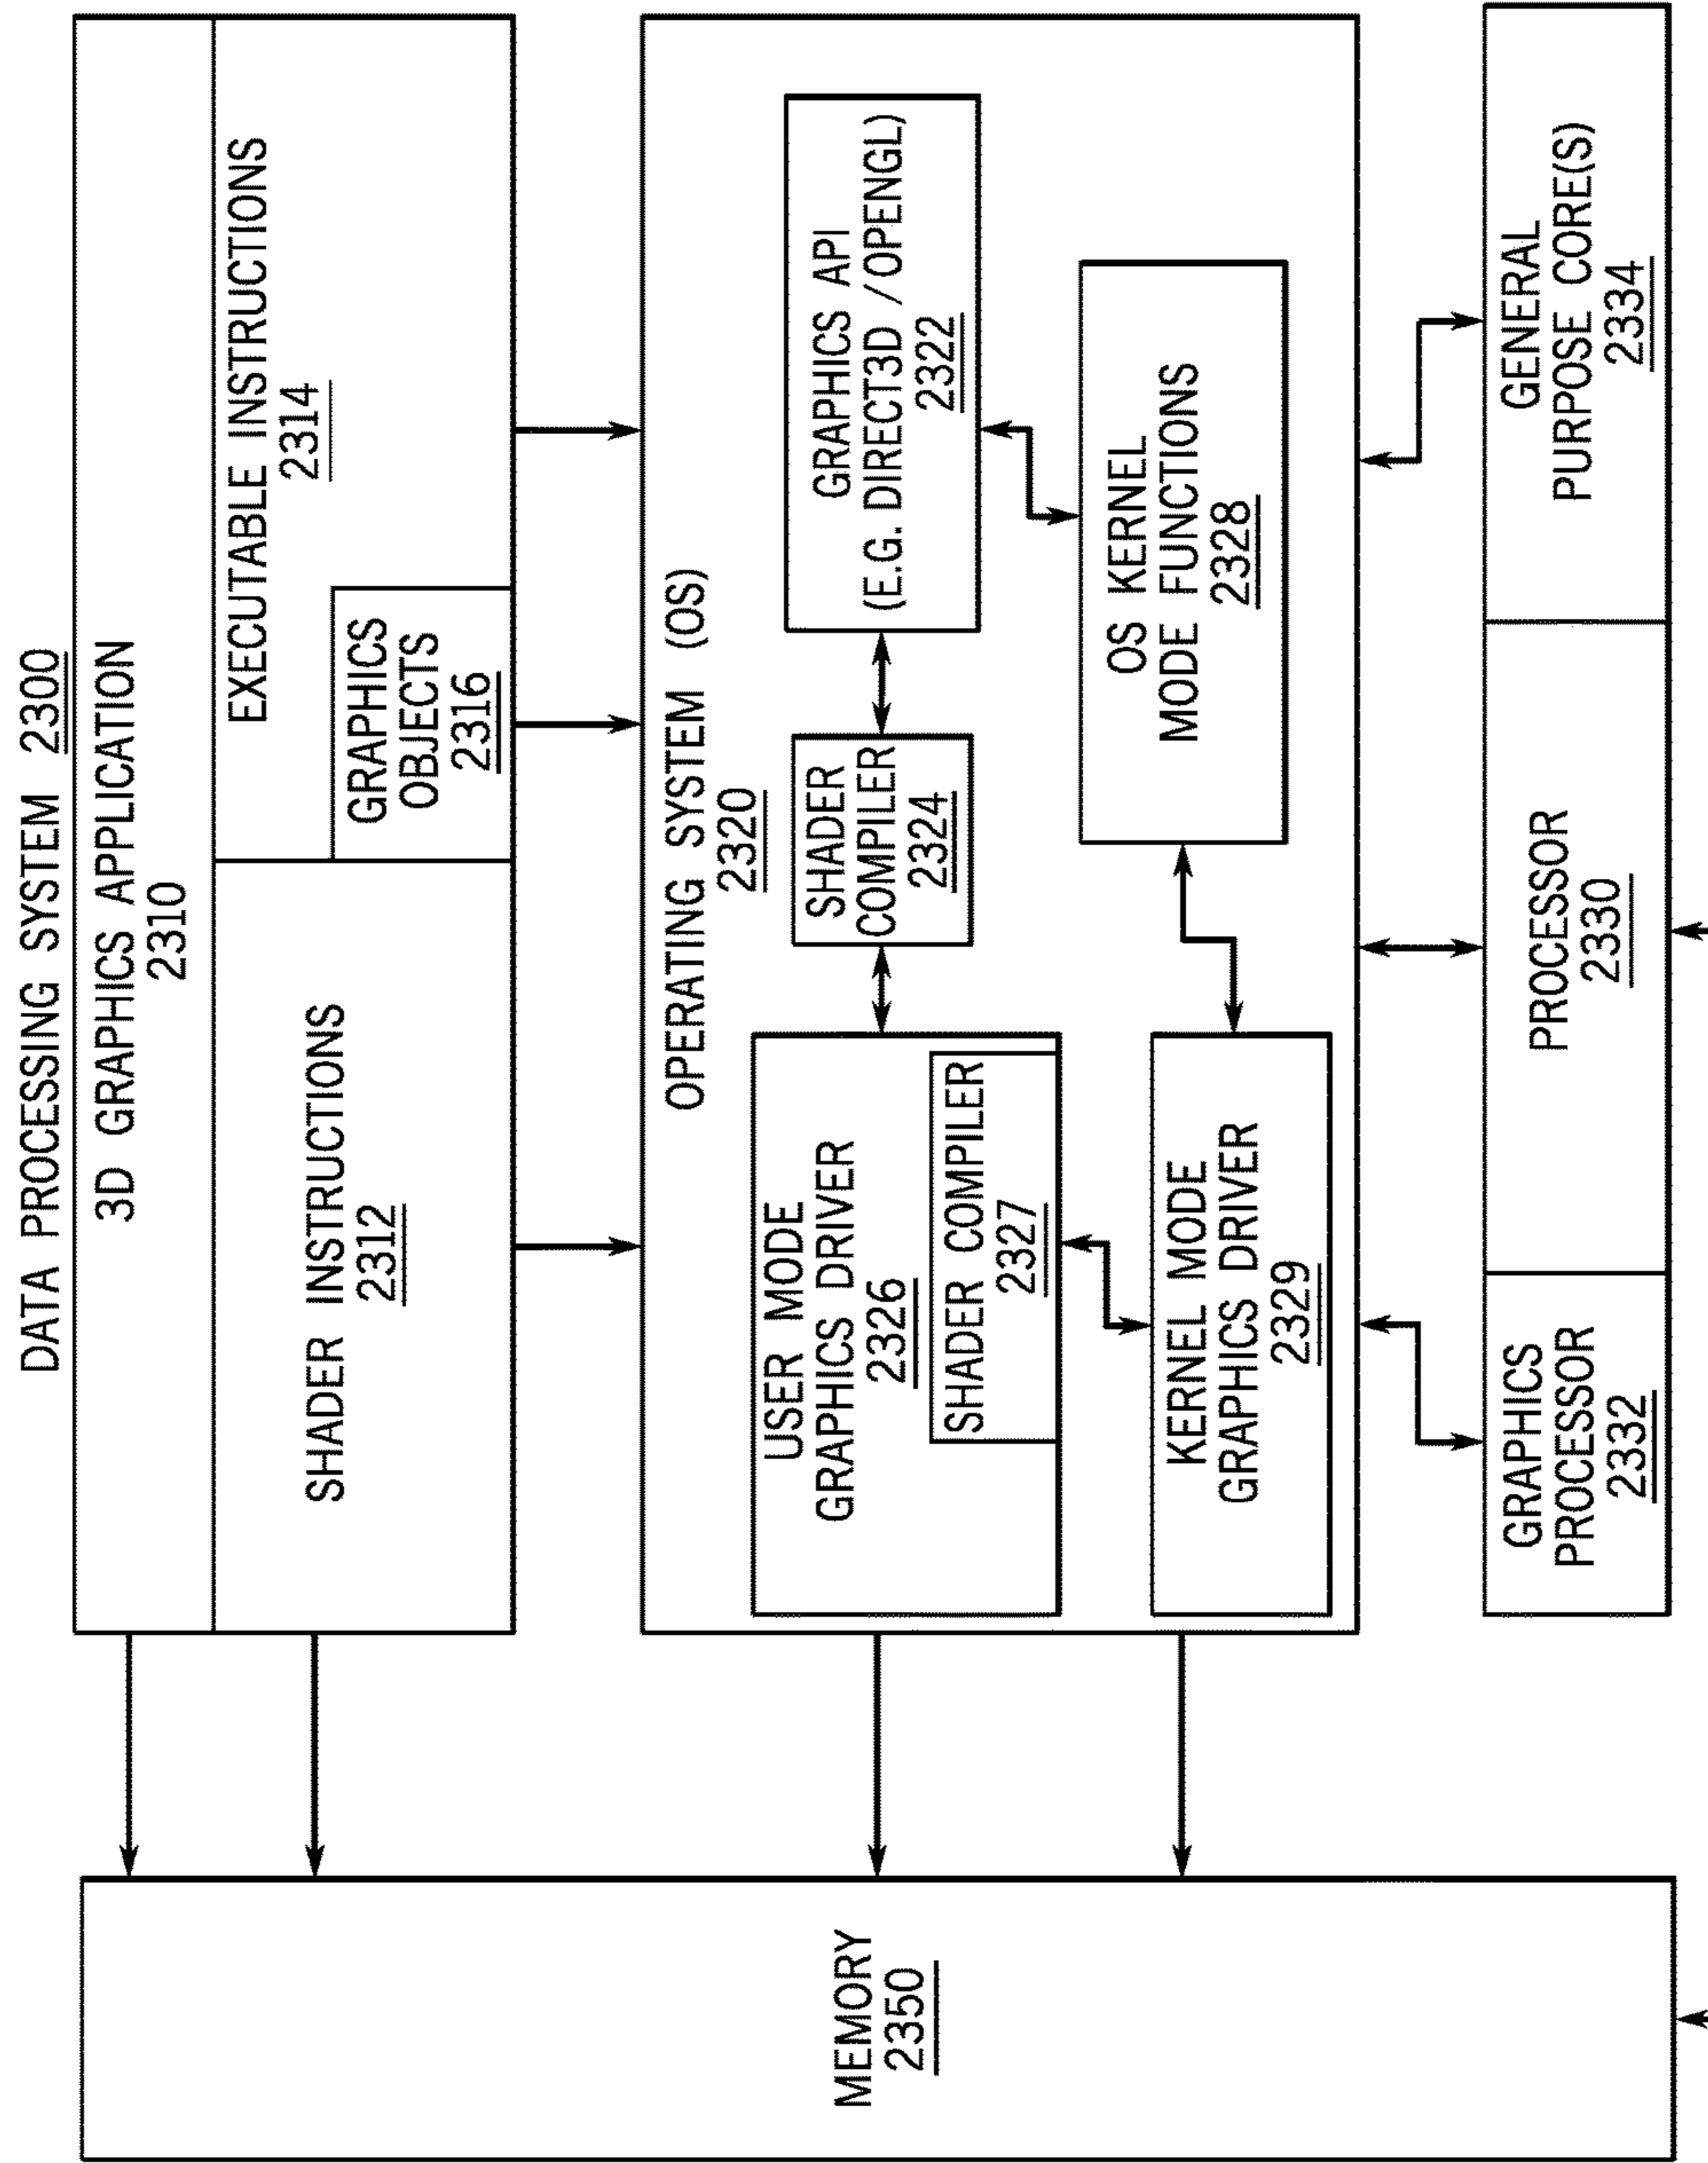 DATA PROCESSING SYSTEM 2300
3D GRAPHICS APPLICATION
2310
SHADER INSTRUCTIONS
2312
EXECUTABLE INSTRUCTIONS
2314
GRAPHICS
OBJECTS
2316
OPERATING SYSTEM (OS)
2320
USER MODE
GRAPHICS DRIVER
2326
SHADER COMPILER
2327
SHADER
COMPILER
2324
GRAPHICS API
(E.G. DIRECT3D /OPENGL)
2322
KERNEL MODE
GRAPHICS DRIVER
2329
OS KERNEL
MODE FUNCTIONS
2328
GRAPHICS
PROCESSOR
2332
PROCESSOR
2330
GENERAL
PURPOSE CORE(S)
2334
MEMORY
2350